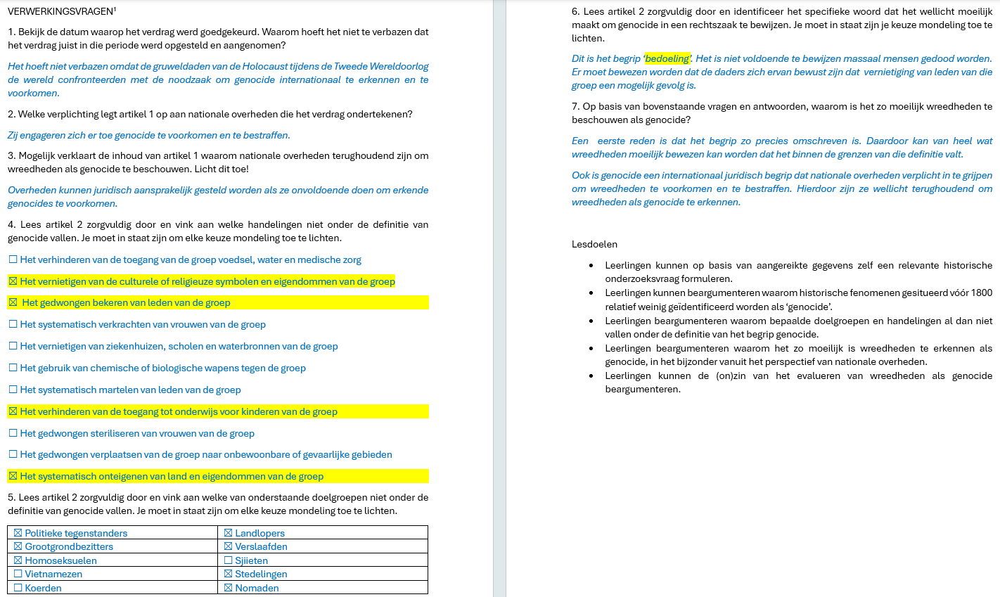 VERWERKINGSVRAGEN¹
1. Bekijk de datum waarop het verdrag werd goedgekeurd. Waarom hoeft het niet te verbazen dat
het verdrag juist in die periode werd opgesteld en aangenomen?
Het hoeft niet verbazen omdat de gruweldaden van de Holocaust tijdens de Tweede Wereldoorlog
de wereld confronteerden met de noodzaak om genocide internationaal te erkennen en te
voorkomen.
2. Welke verplichting legt artikel 1 op aan nationale overheden die het verdrag ondertekenen?
Zij engageren zich er toe genocide te voorkomen en te bestraffen.
3. Mogelijk verklaart de inhoud van artikel 1 waarom nationale overheden terughoudend zijn om
wreedheden als genocide te beschouwen. Licht dit toe!
Overheden kunnen juridisch aansprakelijk gesteld worden als ze onvoldoende doen om erkende
genocides te voorkomen.
4. Lees artikel 2 zorgvuldig door en vink aan welke handelingen niet onder de definitie van
genocide vallen. Je moet in staat zijn om elke keuze mondeling toe te lichten.
☐ Het verhinderen van de toegang van de groep voedsel, water en medische zorg
☒ Het vernietigen van de culturele of religieuze symbolen en eigendommen van de groep
☒ Het gedwongen bekeren van leden van de groep
☐ Het systematisch verkrachten van vrouwen van de groep
☐ Het vernietigen van ziekenhuizen, scholen en waterbronnen van de groep
☐ Het gebruik van chemische of biologische wapens tegen de groep
☐ Het systematisch martelen van leden van de groep
☒ Het verhinderen van de toegang tot onderwijs voor kinderen van de groep
☐ Het gedwongen steriliseren van vrouwen van de groep
☐ Het gedwongen verplaatsen van de groep naar onbewoonbare of gevaarlijke gebieden
☒ Het systematisch onteigenen van land en eigendommen van de groep
5. Lees artikel 2 zorgvuldig door en vink aan welke van onderstaande doelgroepen niet onder de
definitie van genocide vallen. Je moet in staat zijn om elke keuze mondeling toe te lichten.
☒ Politieke tegenstanders ☒ Landlopers
☒ Grootgrondbezitters ☒ Verslaafden
☒ Homoseksuelen ☐ Sjiieten
☐ Vietnamezen ☒ Stedelingen
☐ Koerden ☒ Nomaden
6. Lees artikel 2 zorgvuldig door en identificeer het specifieke woord dat het wellicht moeilijk
maakt om genocide in een rechtszaak te bewijzen. Je moet in staat zijn je keuze mondeling toe te
lichten.
Dit is het begrip ‘bedoeling’. Het is niet voldoende te bewijzen massaal mensen gedood worden.
Er moet bewezen worden dat de daders zich ervan bewust zijn dat vernietiging van leden van die
groep een mogelijk gevolg is.
7. Op basis van bovenstaande vragen en antwoorden, waarom is het zo moeilijk wreedheden te
beschouwen als genocide?
Een eerste reden is dat het begrip zo precies omschreven is. Daardoor kan van heel wat
wreedheden moeilijk bewezen kan worden dat het binnen de grenzen van die definitie valt.
Ook is genocide een internationaal juridisch begrip dat nationale overheden verplicht in te grijpen
om wreedheden te voorkomen en te bestraffen. Hierdoor zijn ze wellicht terughoudend om
wreedheden als genocide te erkennen.
Lesdoelen
• Leerlingen kunnen op basis van aangereikte gegevens zelf een relevante historische
onderzoeksvraag formuleren.
• Leerlingen kunnen beargumenteren waarom historische fenomenen gesitueerd vóór 1800
relatief weinig geïdentificeerd worden als ‘genocide’.
• Leerlingen beargumenteren waarom bepaalde doelgroepen en handelingen al dan niet
vallen onder de definitie van het begrip genocide.
• Leerlingen beargumenteren waarom het zo moeilijk is wreedheden te erkennen als
genocide, in het bijzonder vanuit het perspectief van nationale overheden.
• Leerlingen kunnen de (on)zin van het evalueren van wreedheden als genocide
beargumenteren.